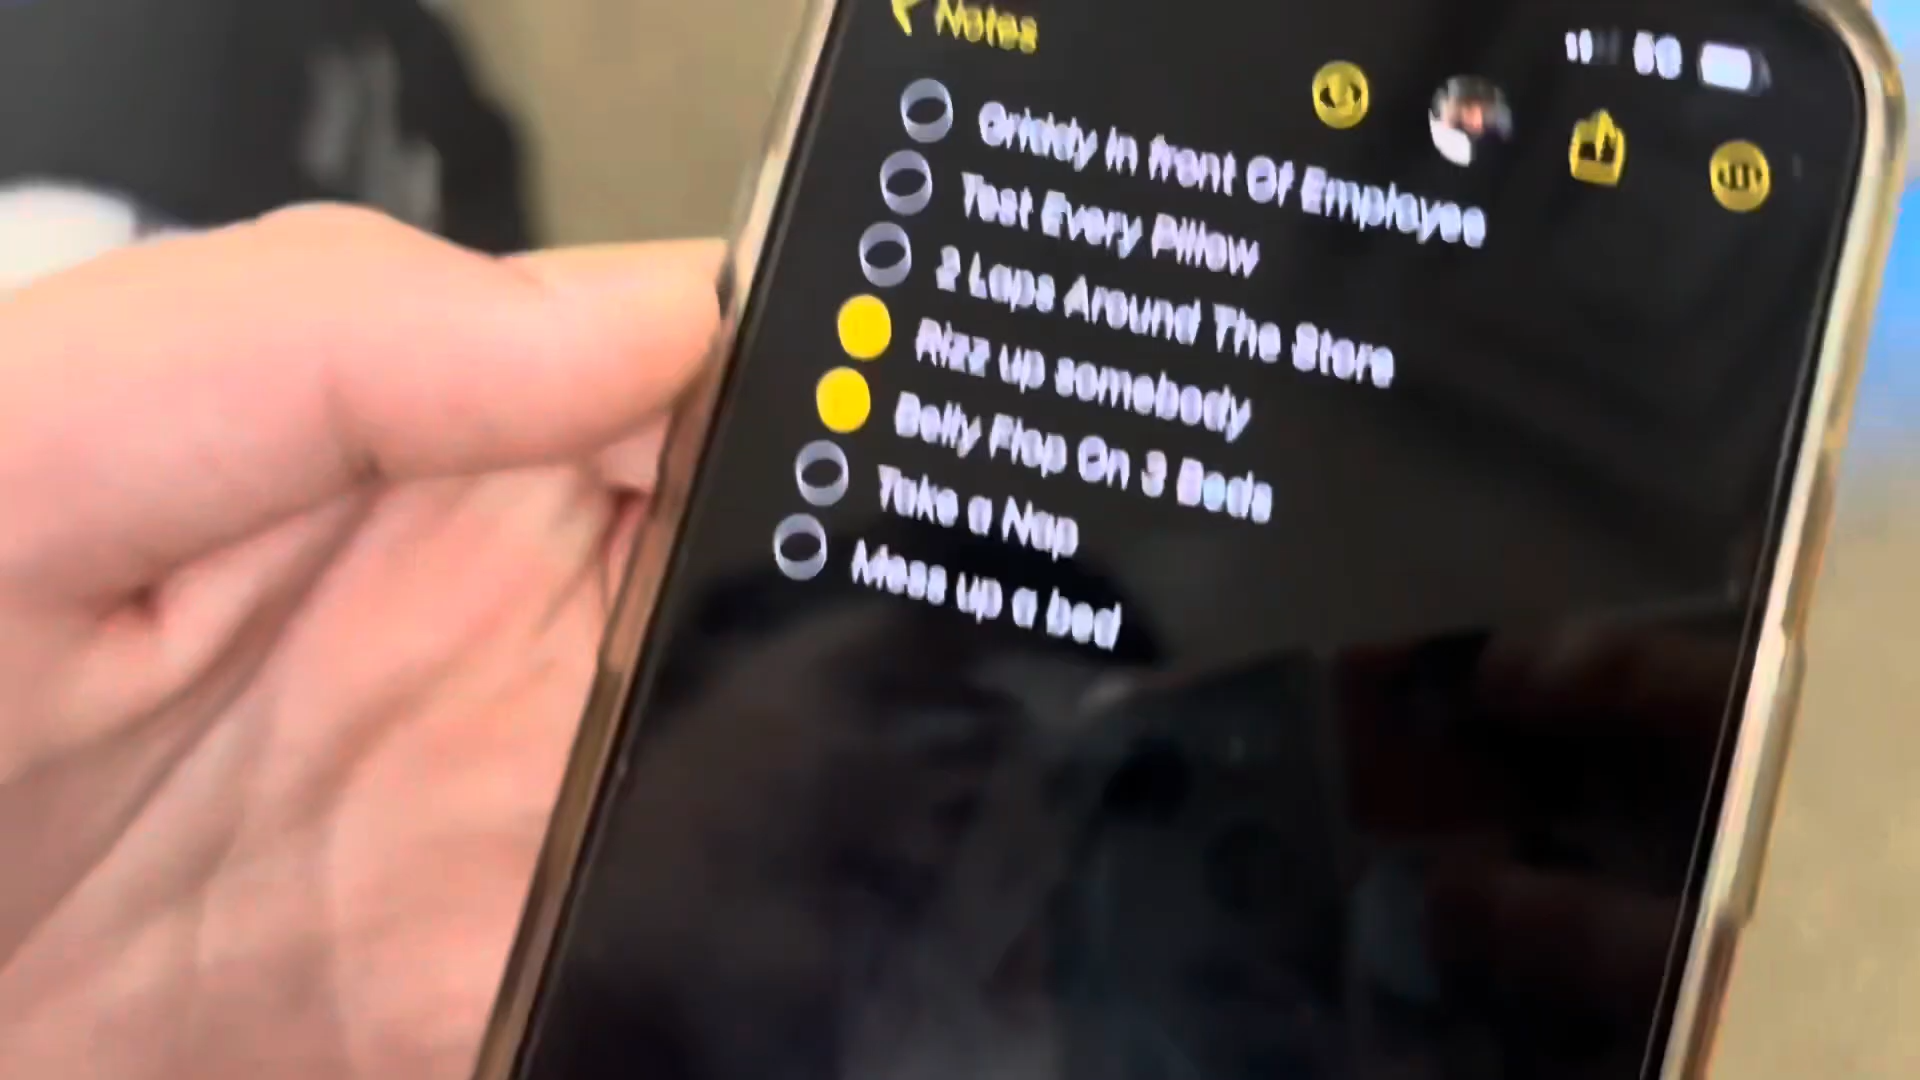 Notes
5G
Griddy in front Of Employee
Test Every Pillow
2 Laps Around The Store
Rizz up somebody
Belly Flop On 3 Beds
Take a Nap
Mess up a bed